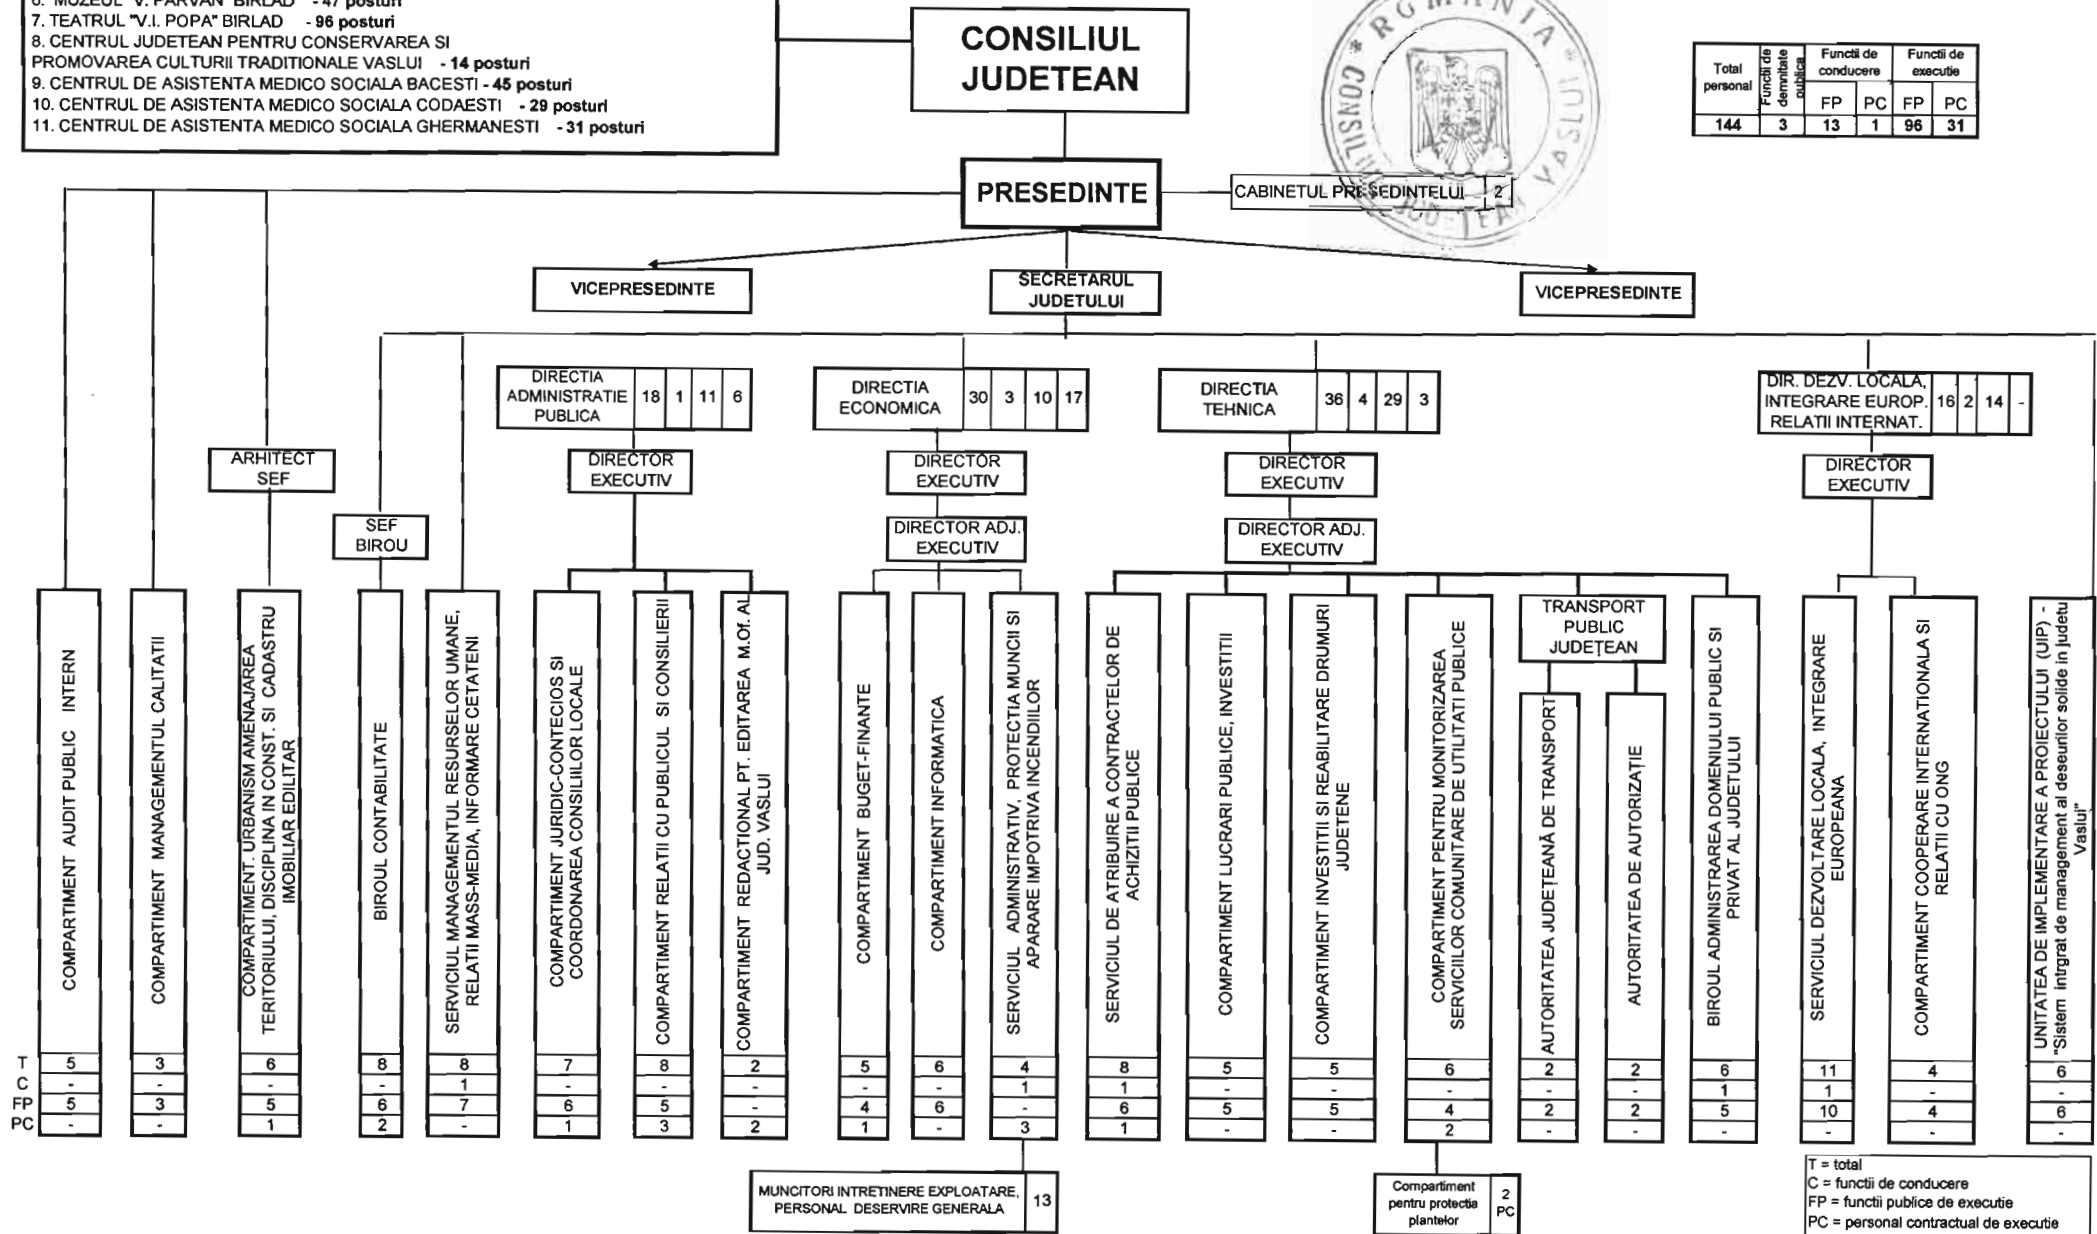 6. MUZEUL "V. PARVAN" BIRLAD - 47 posturi
7. TEATRUL "V.I. POPA" BIRLAD - 96 posturi
8. CENTRUL JUDETEAN PENTRU CONSERVAREA SI
PROMOVAREA CULTURII TRADITIONALE VASLUI - 14 posturi
9. CENTRUL DE ASISTENTA MEDICO SOCIALA BACESTI - 45 posturi
10. CENTRUL DE ASISTENTA MEDICO SOCIALA CODAESTI - 29 posturi
11. CENTRUL DE ASISTENTA MEDICO SOCIALA GHERMANESTI - 31 posturi
CONSILIUL
JUDETEAN
* ROMANIA *
CONSILIUL JUDETEAN VASLUI
Total
personal
Functii de
demnitate
publica
Functii de
conducere
Functii de
executie
FP PC FP PC
144 3 13 1 96 31
PRESEDINTE
CABINETUL PRESEDINTELUI 2
VICEPRESEDINTE
SECRETARUL
JUDETULUI
VICEPRESEDINTE
DIRECTIA
ADMINISTRATIE
PUBLICA
18 1 11 6
DIRECTIA
ECONOMICA
30 3 10 17
DIRECTIA
TEHNICA
36 4 29 3
DIR. DEZV. LOCALA,
INTEGRARE EUROP.
RELATII INTERNAT.
16 2 14 -
ARHITECT
SEF
DIRECTOR
EXECUTIV
DIRECTOR
EXECUTIV
DIRECTOR
EXECUTIV
DIRECTOR
EXECUTIV
SEF
BIROU
DIRECTOR ADJ.
EXECUTIV
DIRECTOR ADJ.
EXECUTIV
COMPARTIMENT AUDIT PUBLIC INTERN
COMPARTIMENT MANAGEMENTUL CALITATII
COMPARTIMENT. URBANISM AMENAJAREA
TERITORIULUI, DISCIPLINA IN CONST. SI CADASTRU
IMOBILIAR EDILITAR
BIROUL CONTABILITATE
SERVICIUL MANAGEMENTUL RESURSELOR UMANE,
RELATII MASS-MEDIA, INFORMARE CETATENI
COMPARTIMENT JURIDIC-CONTECIOS SI
COORDONAREA CONSILIILOR LOCALE
COMPARTIMENT RELATII CU PUBLICUL SI CONSILIERII
COMPARTIMENT REDACTIONAL PT. EDITAREA M.Of. AL
JUD. VASLUI
COMPARTIMENT BUGET-FINANTE
COMPARTIMENT INFORMATICA
SERVICIUL ADMINISTRATIV, PROTECTIA MUNCII SI
APARARE IMPOTRIVA INCENDIILOR
SERVICIUL DE ATRIBUIRE A CONTRACTELOR DE
ACHIZITII PUBLICE
COMPARTIMENT LUCRARI PUBLICE, INVESTITII
COMPARTIMENT INVESTITII SI REABILITARE DRUMURI
JUDETENE
COMPARTIMENT PENTRU MONITORIZAREA
SERVICIILOR COMUNITARE DE UTILITATI PUBLICE
TRANSPORT
PUBLIC
JUDEȚEAN
AUTORITATEA JUDEȚEANĂ DE TRANSPORT
AUTORITATEA DE AUTORIZAȚIE
BIROUL ADMINISTRAREA DOMENIULUI PUBLIC SI
PRIVAT AL JUDETULUI
SERVICIUL DEZVOLTARE LOCALA, INTEGRARE
EUROPEANA
COMPARTIMENT COOPERARE INTERNATIONALA SI
RELATII CU ONG
UNITATEA DE IMPLEMENTARE A PROIECTULUI (UIP) -
"Sistem intrgrat de management al deseurilor solide in judetu
Vaslui"
T 5 3 6 8 8 7 8 2 5 6 4 8 5 5 6 2 2 6 11 4 6
C - - - - 1 - - - - - 1 1 - - - - - 1 1 - -
FP 5 3 5 6 7 6 5 - 4 6 - 6 5 5 4 2 2 5 10 4 6
PC - - 1 2 - 1 3 2 1 - 3 1 - - 2 - - - - - -
MUNCITORI INTRETINERE EXPLOATARE,
PERSONAL DESERVIRE GENERALA
13
Compartiment
pentru protectia
plantelor
2
PC
T = total
C = functii de conducere
FP = functii publice de executie
PC = personal contractual de executie